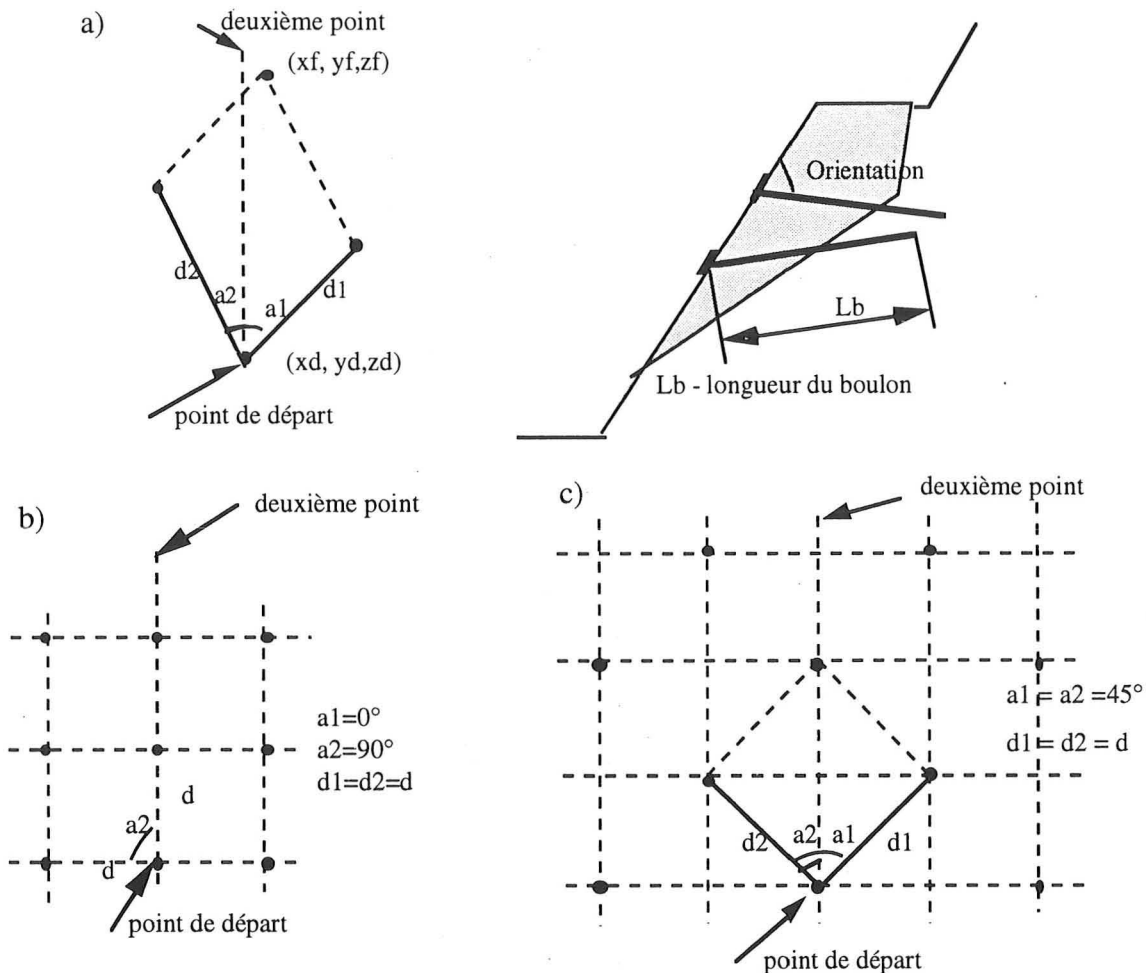 a)
deuxième point
(xf, yf,zf)
d2
a2
a1
d1
(xd, yd,zd)
point de départ
Orientation
Lb
Lb - longueur du boulon
b)
deuxième point
a1=0°
a2=90°
d1=d2=d
d
a2
d
point de départ
c)
deuxième point
a1 = a2 =45°
d1 = d2 = d
d2
a2
a1
d1
point de départ